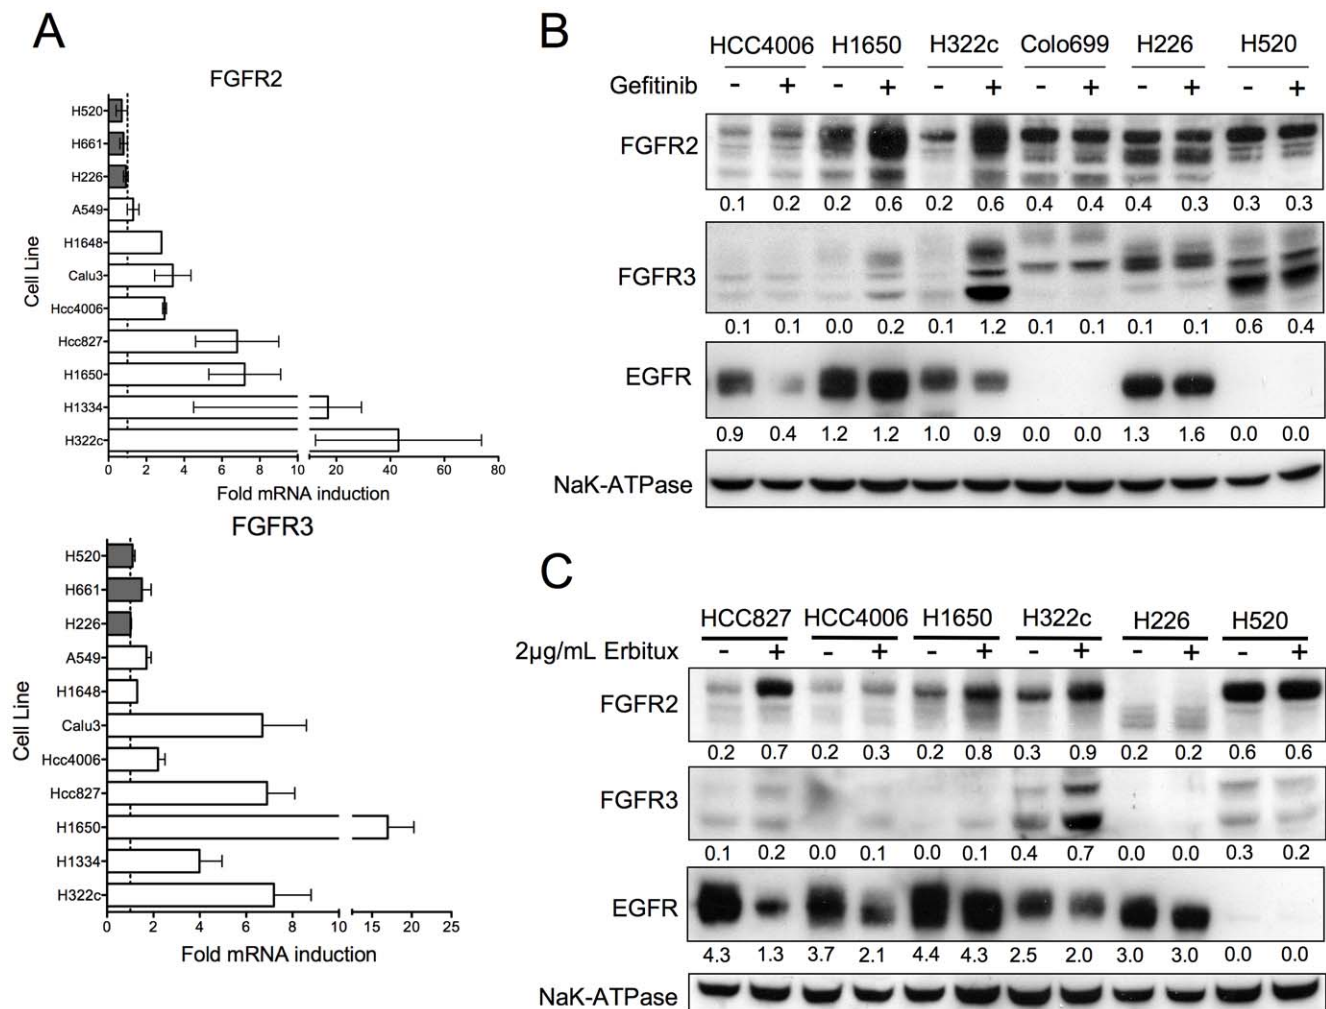 A
FGFR2
Cell Line
H520
H661
H226
A549
H1648
Calu3
Hcc4006
Hcc827
H1650
H1334
H322c
0 2 4 6 8 10 20 40 60 80
Fold mRNA induction
FGFR3
Cell Line
H520
H661
H226
A549
H1648
Calu3
Hcc4006
Hcc827
H1650
H1334
H322c
0 2 4 6 8 10 15 20 25
Fold mRNA induction
B
HCC4006 H1650 H322c Colo699 H226 H520
Gefitinib - + - + - + - + - + - +
FGFR2
0.1 0.2 0.2 0.6 0.2 0.6 0.4 0.4 0.4 0.3 0.3 0.3
FGFR3
0.1 0.1 0.0 0.2 0.1 1.2 0.1 0.1 0.1 0.1 0.6 0.4
EGFR
0.9 0.4 1.2 1.2 1.0 0.9 0.0 0.0 1.3 1.6 0.0 0.0
NaK-ATPase
C
HCC827 HCC4006 H1650 H322c H226 H520
2µg/mL Erbitux - + - + - + - + - + - +
FGFR2
0.2 0.7 0.2 0.3 0.2 0.8 0.3 0.9 0.2 0.2 0.6 0.6
FGFR3
0.1 0.2 0.0 0.1 0.0 0.1 0.4 0.7 0.0 0.0 0.3 0.2
EGFR
4.3 1.3 3.7 2.1 4.4 4.3 2.5 2.0 3.0 3.0 0.0 0.0
NaK-ATPase